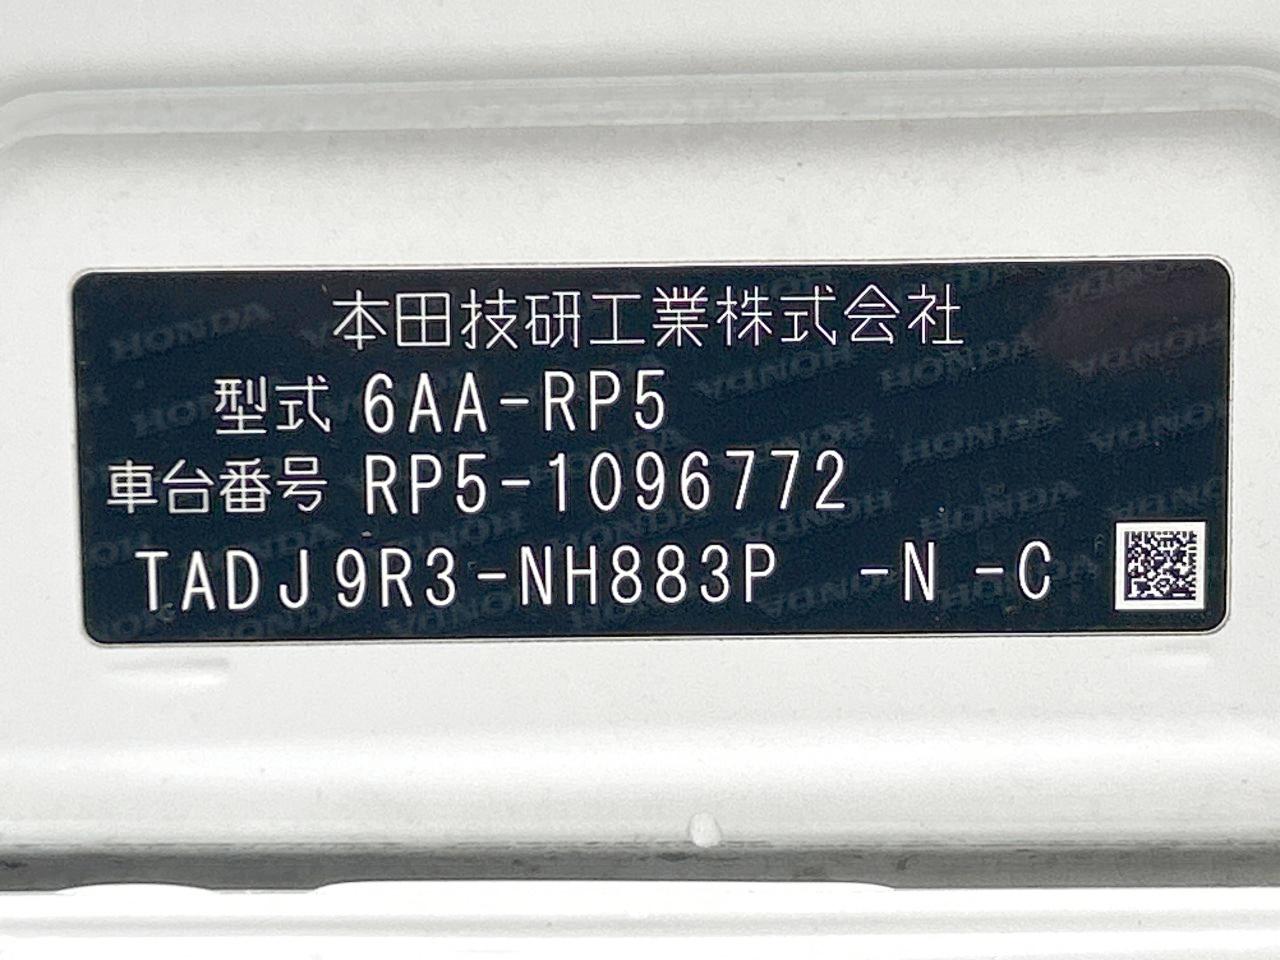 本田技研工業株式会社
型式 6AA-RP5
車台番号 RP5-1096772
TADJ9R3-NH883P -N -C